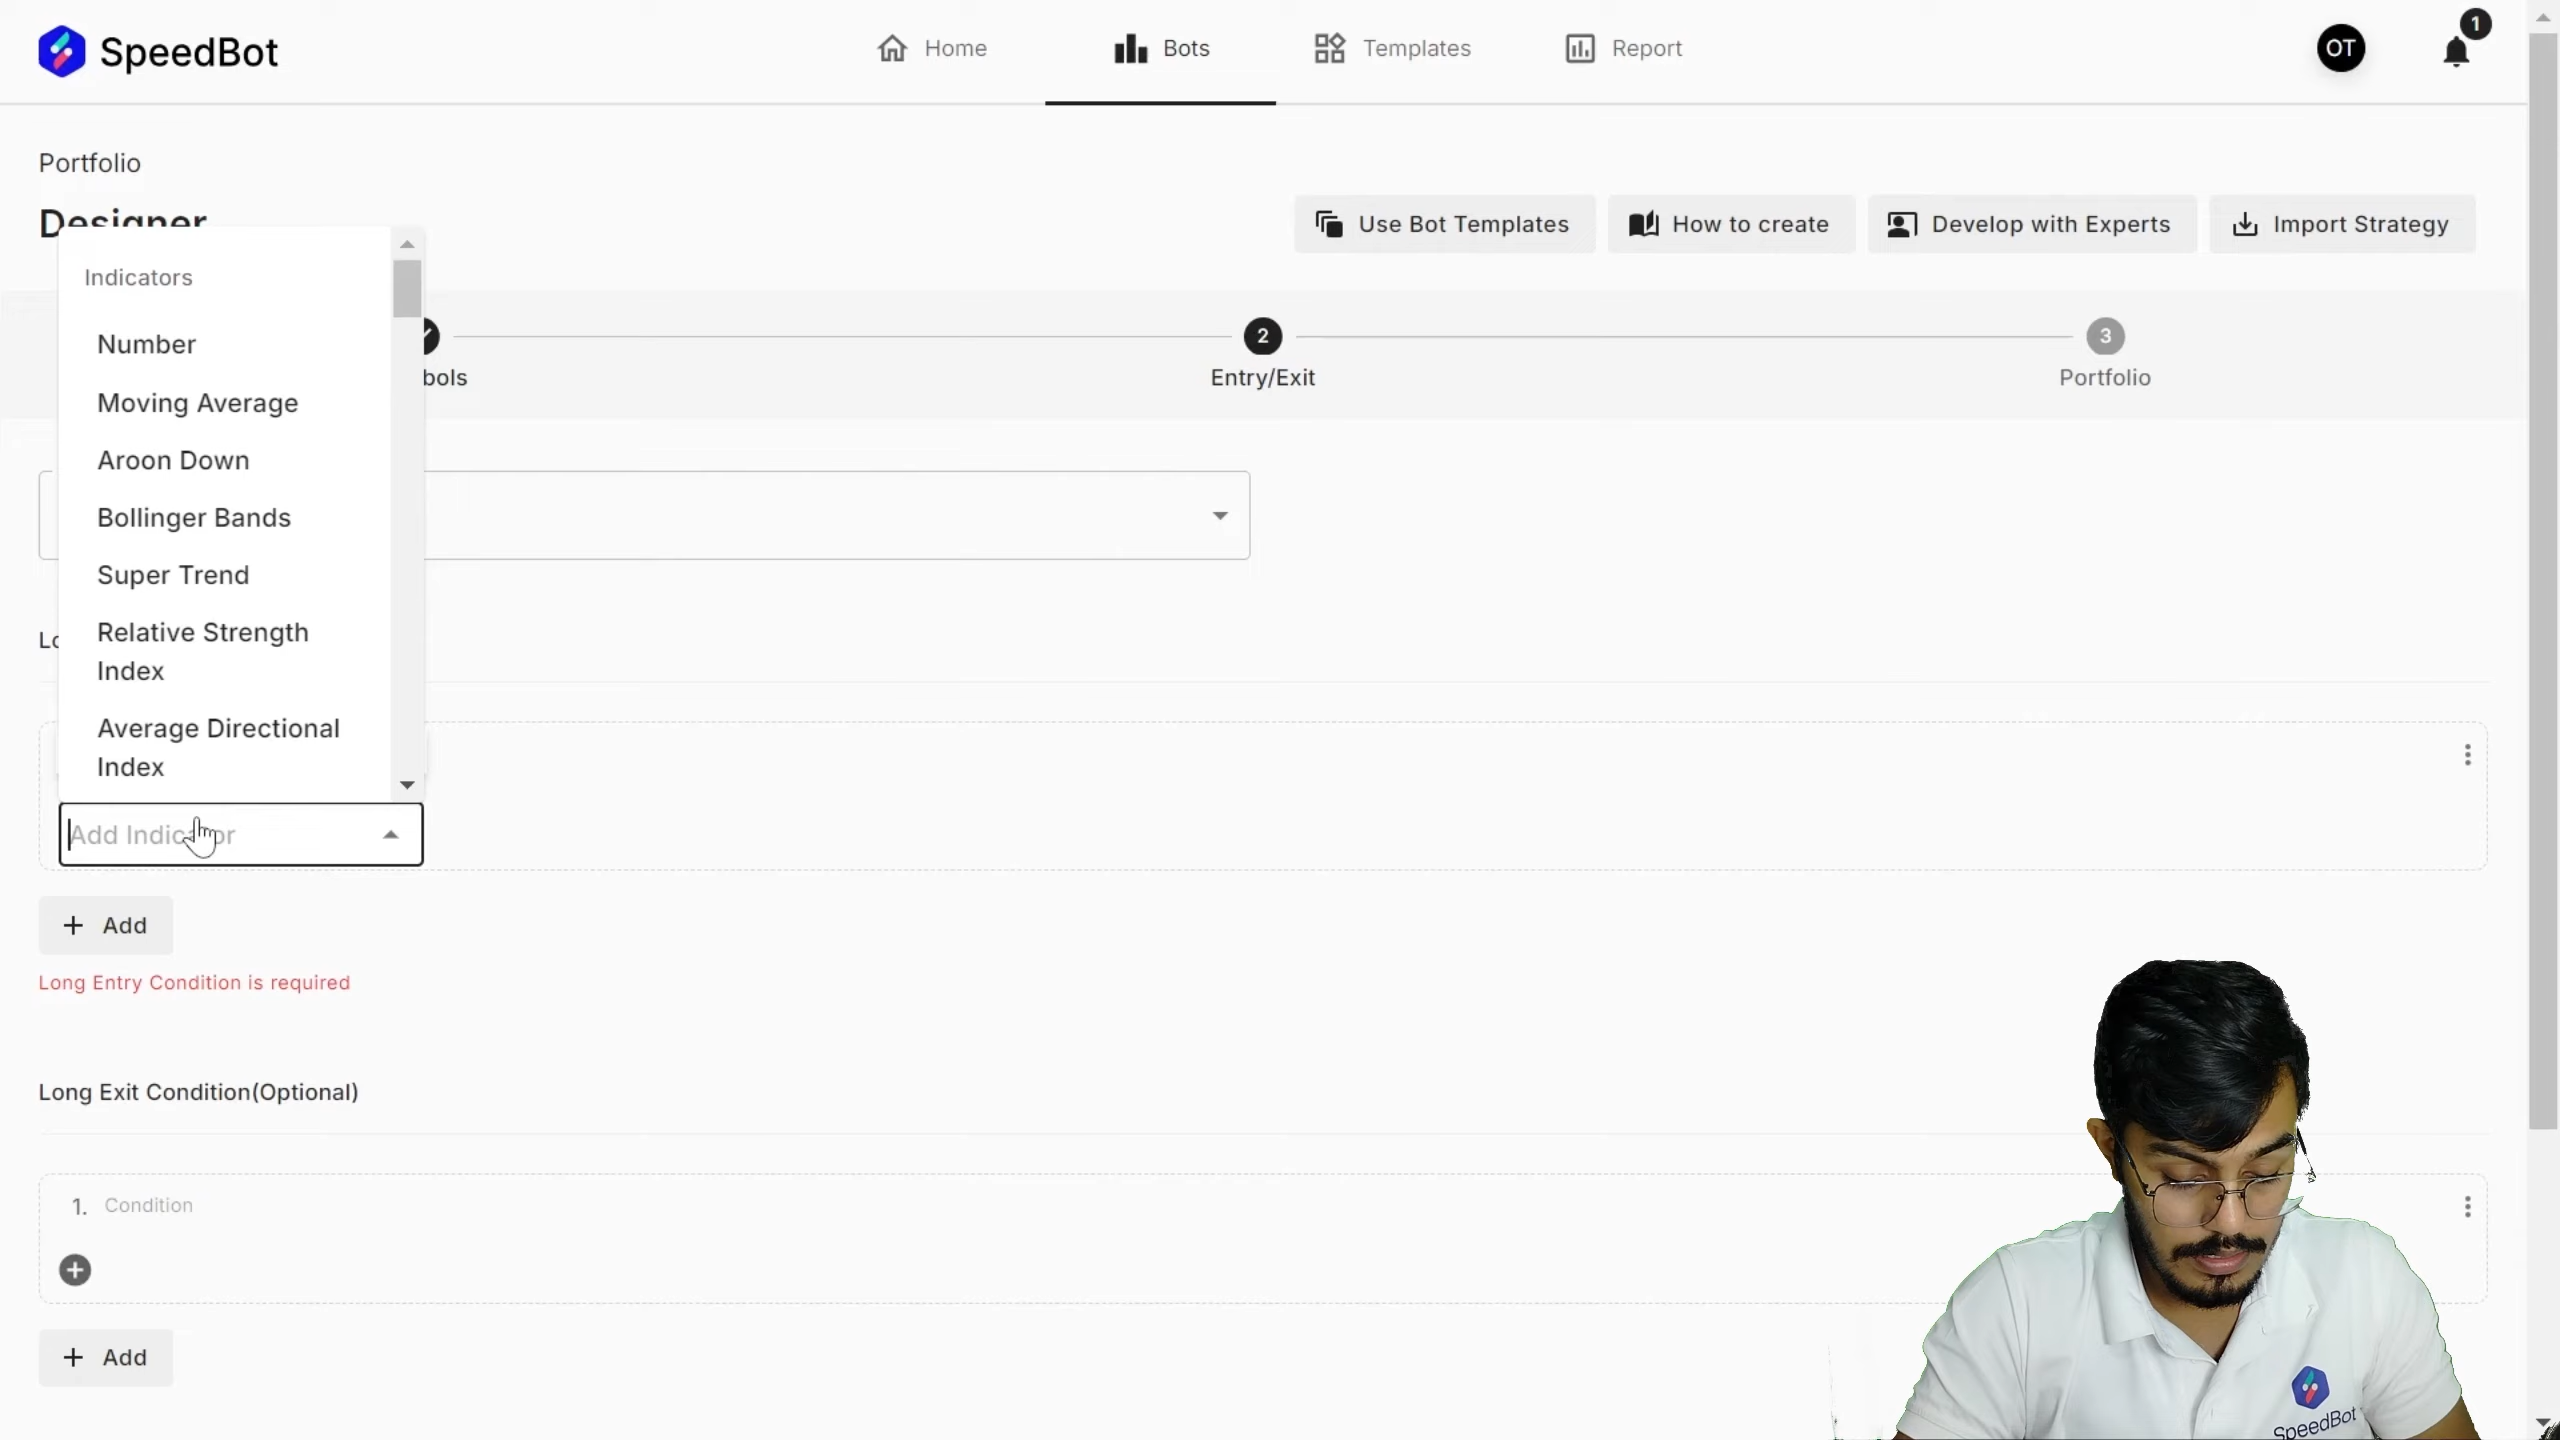 SpeedBot
Home
Bots
Templates
Report
OT
1
Portfolio
Designer
Use Bot Templates
How to create
Develop with Experts
Import Strategy
bols
2
Entry/Exit
3
Portfolio
Indicators
Number
Moving Average
Aroon Down
Bollinger Bands
Super Trend
Relative Strength
Index
Average Directional
Index
Lo
Add Indicator
+ Add
Long Entry Condition is required
Long Exit Condition(Optional)
1. Condition
+ Add
SpeedBot